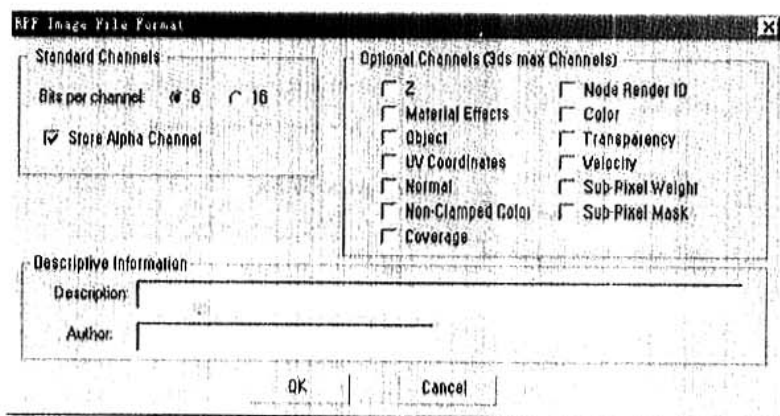 RPF Image File Format
Standard Channels
Bits per channel: 8 16
Store Alpha Channel
Optional Channels (3ds max Channels)
Z
Material Effects
Object
UV Coordinates
Normal
Non-Clamped Color
Coverage
Node Render ID
Color
Transparency
Velocity
Sub-Pixel Weight
Sub-Pixel Mask
Descriptive Information
Description:
Author:
OK
Cancel